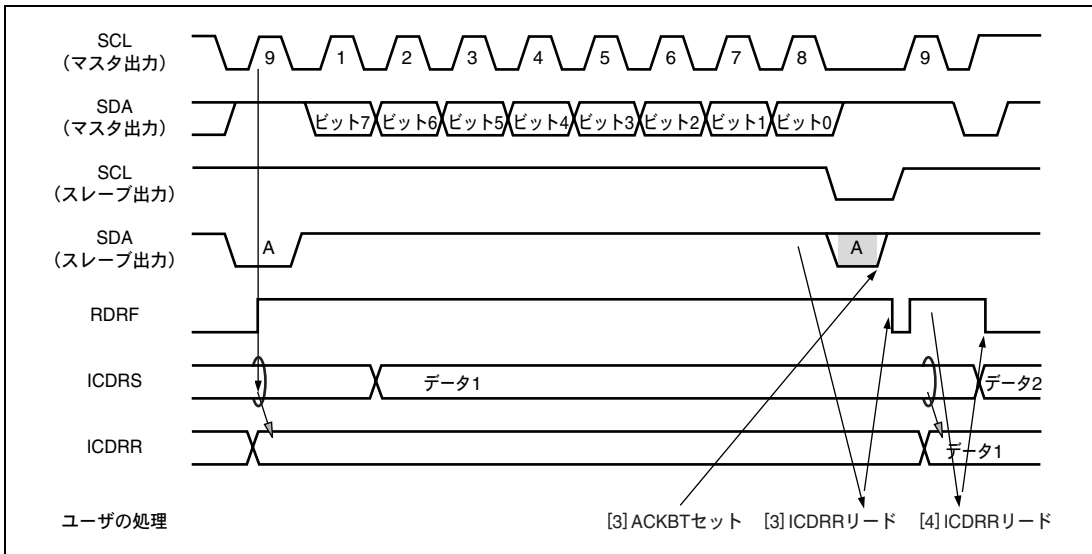 SCL
(マスタ出力)
9 1 2 3 4 5 6 7 8 9
SDA
(マスタ出力)
ビット7 ビット6 ビット5 ビット4 ビット3 ビット2 ビット1 ビット0
SCL
(スレーブ出力)
SDA
(スレーブ出力)
A A
RDRF
ICDRS
データ1 データ2
ICDRR
データ1
ユーザの処理
[3] ACKBTセット [3] ICDRRリード [4] ICDRRリード